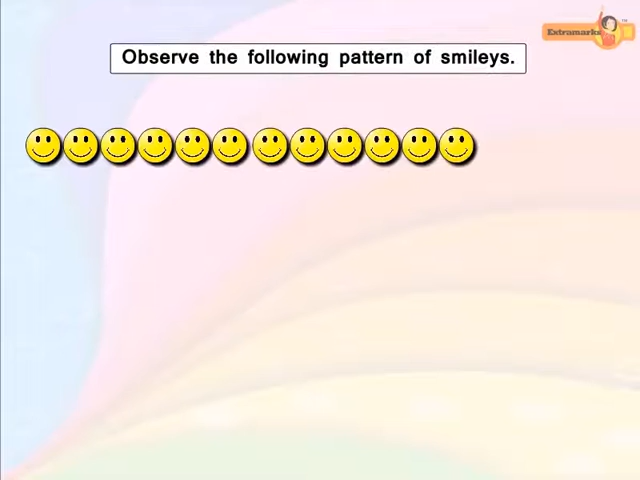 Extramarks
Observe the following pattern of smileys.